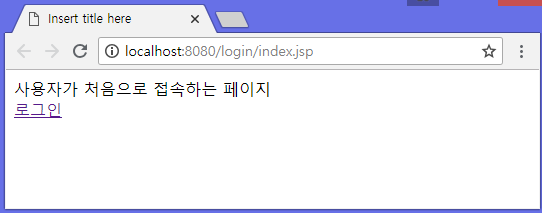 Insert title here
localhost:8080/login/index.jsp
사용자가 처음으로 접속하는 페이지
로그인